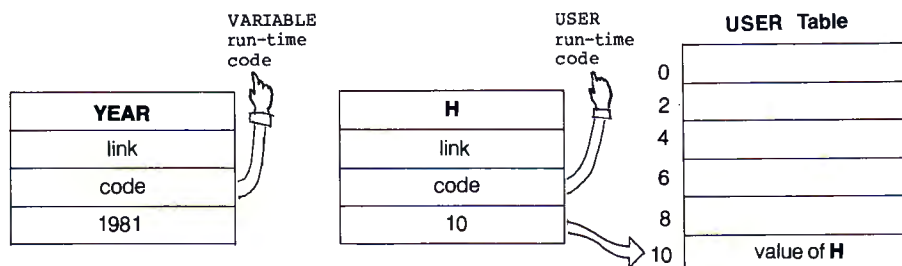 VARIABLE
run-time
code
YEAR
link
code
1981
USER
run-time
code
H
link
code
10
USER Table
0
2
4
6
8
10
value of H